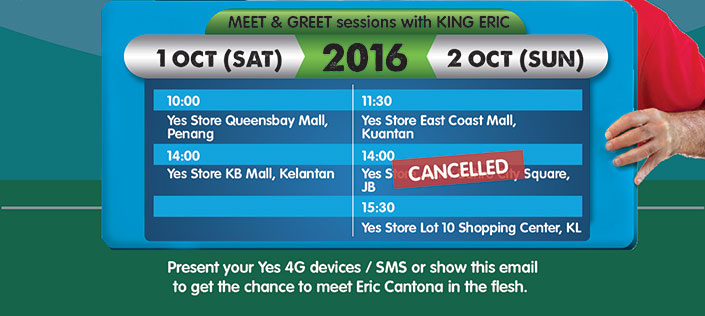 MEET & GREET sessions with KING ERIC
1 OCT (SAT)
2016
2 OCT (SUN)
10:00
Yes Store Queensbay Mall,
Penang
14:00
Yes Store KB Mall, Kelantan
11:30
Yes Store East Coast Mall,
Kuantan
14:00
Yes City Square,
JB
CANCELLED
15:30
Yes Store Lot 10 Shopping Center, KL
Present your Yes 4G devices / SMS or show this email
to get the chance to meet Eric Cantona in the flesh.